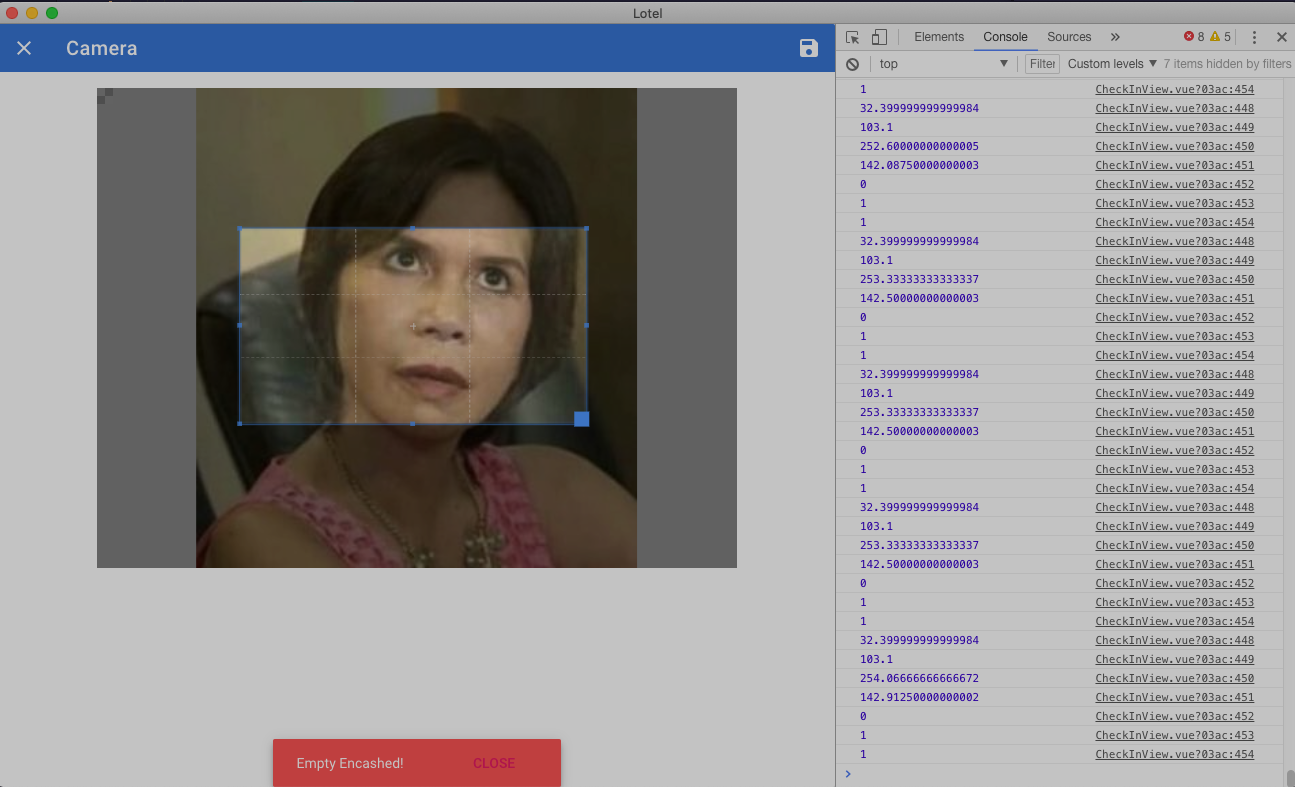 Lotel
Camera
Elements Console Sources » 8 5
top Filter Custom levels 7 items hidden by filters
1 CheckInView.vue?03ac:454
32.399999999999984 CheckInView.vue?03ac:448
103.1 CheckInView.vue?03ac:449
252.60000000000005 CheckInView.vue?03ac:450
142.08750000000003 CheckInView.vue?03ac:451
0 CheckInView.vue?03ac:452
1 CheckInView.vue?03ac:453
1 CheckInView.vue?03ac:454
32.399999999999984 CheckInView.vue?03ac:448
103.1 CheckInView.vue?03ac:449
253.33333333333337 CheckInView.vue?03ac:450
142.50000000000003 CheckInView.vue?03ac:451
0 CheckInView.vue?03ac:452
1 CheckInView.vue?03ac:453
1 CheckInView.vue?03ac:454
32.399999999999984 CheckInView.vue?03ac:448
103.1 CheckInView.vue?03ac:449
253.33333333333337 CheckInView.vue?03ac:450
142.50000000000003 CheckInView.vue?03ac:451
0 CheckInView.vue?03ac:452
1 CheckInView.vue?03ac:453
1 CheckInView.vue?03ac:454
32.399999999999984 CheckInView.vue?03ac:448
103.1 CheckInView.vue?03ac:449
253.33333333333337 CheckInView.vue?03ac:450
142.50000000000003 CheckInView.vue?03ac:451
0 CheckInView.vue?03ac:452
1 CheckInView.vue?03ac:453
1 CheckInView.vue?03ac:454
32.399999999999984 CheckInView.vue?03ac:448
103.1 CheckInView.vue?03ac:449
254.06666666666672 CheckInView.vue?03ac:450
142.91250000000002 CheckInView.vue?03ac:451
0 CheckInView.vue?03ac:452
1 CheckInView.vue?03ac:453
1 CheckInView.vue?03ac:454
Empty Encashed! CLOSE